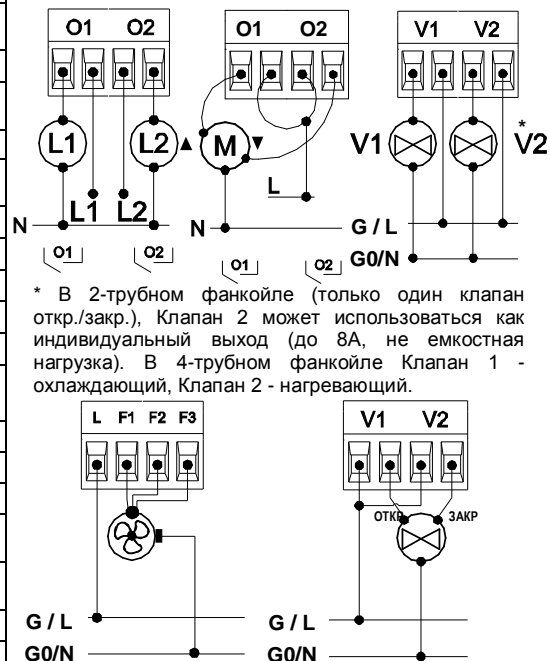 O1 O2
L1 L2
L1 L2
N
O1 O2
O1 O2
M
L
N
O1 O2
V1 V2
V1 * V2
G / L
G0/N
* В 2-трубном фанкойле (только один клапан
откр./закр.), Клапан 2 может использоваться как
индивидуальный выход (до 8А, не емкостная
нагрузка). В 4-трубном фанкойле Клапан 1 -
охлаждающий, Клапан 2 - нагревающий.
L F1 F2 F3
G / L
G0/N
V1 V2
ОТКР ЗАКР
G / L
G0/N